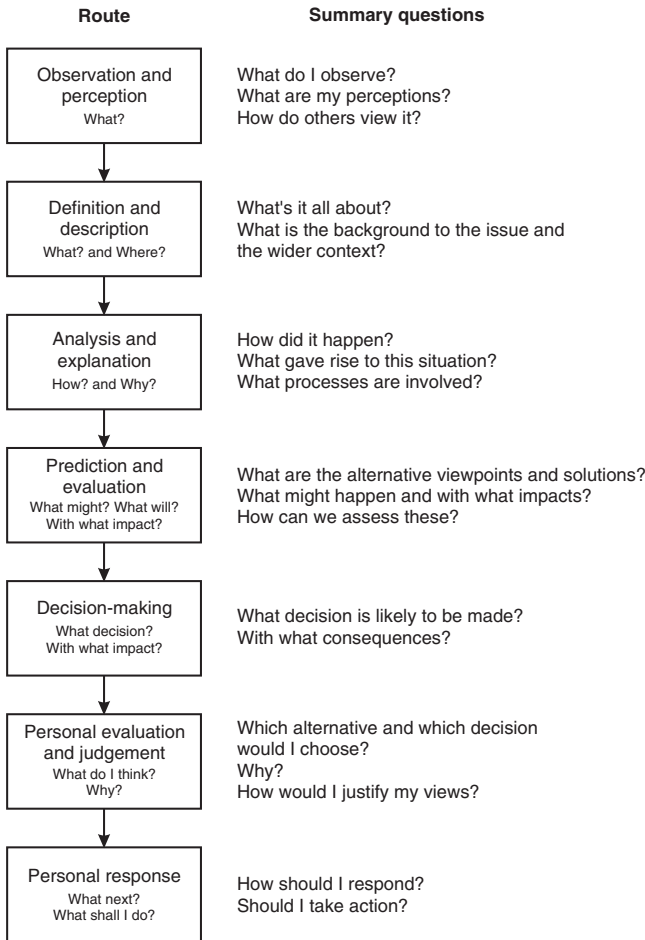 Route
Summary questions
Observation and
perception
What?
What do I observe?
What are my perceptions?
How do others view it?
Definition and
description
What? and Where?
What's it all about?
What is the background to the issue and
the wider context?
Analysis and
explanation
How? and Why?
How did it happen?
What gave rise to this situation?
What processes are involved?
Prediction and
evaluation
What might? What will?
With what impact?
What are the alternative viewpoints and solutions?
What might happen and with what impacts?
How can we assess these?
Decision-making
What decision?
With what impact?
What decision is likely to be made?
With what consequences?
Personal evaluation
and judgement
What do I think?
Why?
Which alternative and which decision
would I choose?
Why?
How would I justify my views?
Personal response
What next?
What shall I do?
How should I respond?
Should I take action?